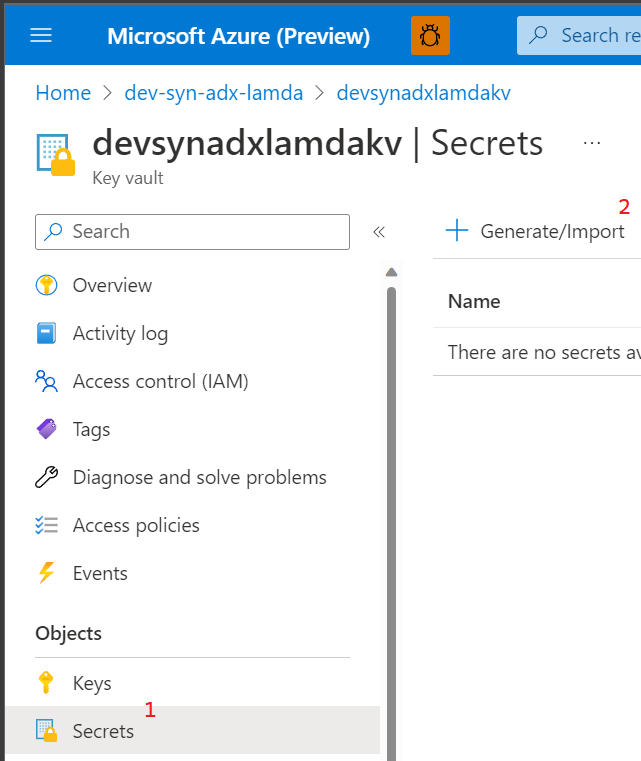 Microsoft Azure (Preview) Search re
Home > dev-syn-adx-lamda > devsynadxlamdakv
devsynadxlamdakv | Secrets ...
Key vault
Search «
2
+ Generate/Import
Overview
Activity log
Access control (IAM)
Tags
Diagnose and solve problems
Access policies
Events
Objects
Keys
1
Secrets
Name
There are no secrets av